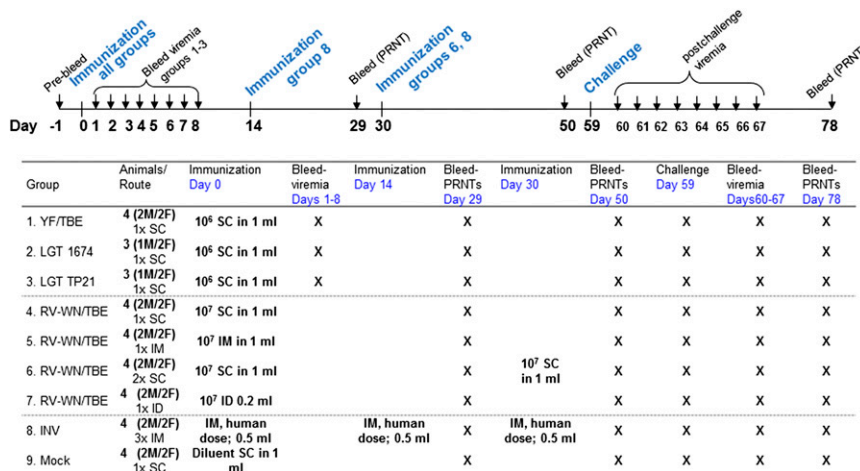 Pre-bleed
Immunization
all groups
Bleed viremia
groups 1-3
Immunization
group 8
Bleed (PRNT)
Immunization
groups 6, 8
Bleed (PRNT)
Challenge
postchallenge
viremia
Bleed (PRNT)
Day -1 0 1 2 3 4 5 6 7 8 14 29 30 50 59 60 61 62 63 64 65 66 67 78
Animals/ Immunization Bleed- Immunization Bleed- Immunization Bleed- Challenge Bleed- Bleed-
Group Route Day 0 viremia Day 14 PRNTs Day 30 PRNTs Day 59 viremia PRNTs
Days 1-8 Day 29 Day 50 Days60-67 Day 78
1. YF/TBE 4 (2M/2F) 10⁶ SC in 1 ml X X X X X X
1x SC
2. LGT 1674 3 (1M/2F) 10⁶ SC in 1 ml X X X X X X
1x SC
3. LGT TP21 3 (1M/2F) 10⁶ SC in 1 ml X X X X X X
1x SC
4. RV-WN/TBE 4 (2M/2F) 10⁷ SC in 1 ml X X X X X
1x SC
5. RV-WN/TBE 4 (2M/2F) 10⁷ IM in 1 ml X X X X X
1x IM
6. RV-WN/TBE 4 (2M/2F) 10⁷ SC in 1 ml X 10⁷ SC X X X X
2x SC in 1 ml
7. RV-WN/TBE 4 (2M/2F) 10⁷ ID 0.2 ml X X X X X
1x ID
8. INV 4 (2M/2F) IM, human IM, human X IM, human X X X X
3x IM dose; 0.5 ml dose; 0.5 ml dose; 0.5 ml
9. Mock 4 (2M/2F) Diluent SC in 1 X X X X X
1x SC ml